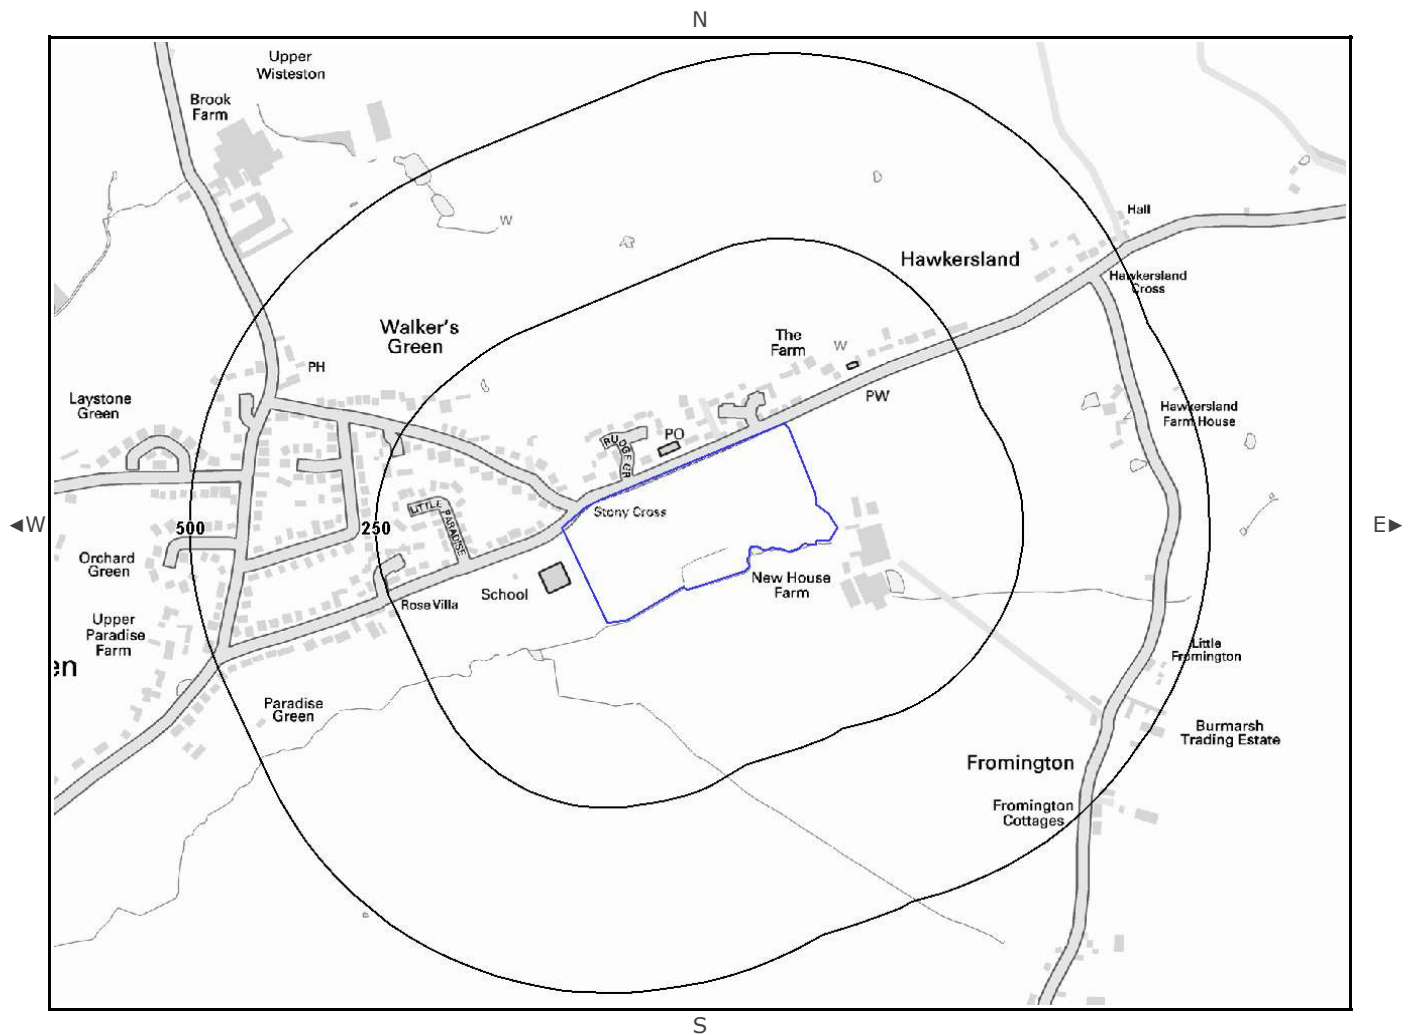 N
Upper
Wisteston
Brook
Farm
W
Hall
Hawkersland
Hawkersland
Cross
Walker's
Green
The
Farm
W
PH
PW
Laystone
Green
Hawkersland
Farm House
PO
RUDGE GR
LITTLE PARADISE
Stony Cross
◄W
500
250
E►
Orchard
Green
New House
Farm
School
Rose Villa
Upper
Paradise
Farm
en
Little
Fromington
Paradise
Green
Burmarsh
Trading Estate
Fromington
Fromington
Cottages
S